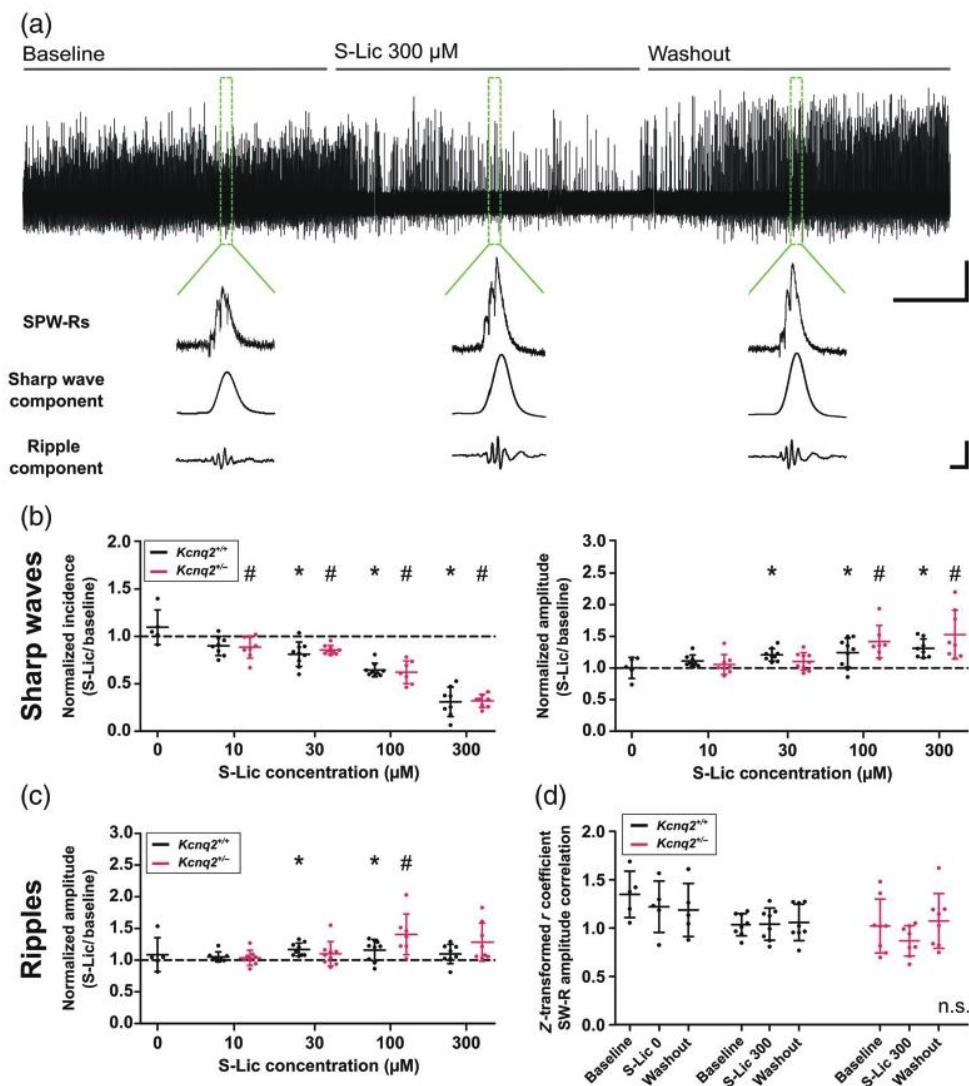 (a)
Baseline
S-Lic 300 µM
Washout
SPW-Rs
Sharp wave
component
Ripple
component
(b)
Sharp waves
Normalized incidence
(S-Lic/ baseline)
2.0
1.5
1.0
0.5
0.0
Kcnq2+/+
Kcnq2+/–
# * # * # * #
0 10 30 100 300
S-Lic concentration (µM)
Normalized amplitude
(S-Lic/ baseline)
3.0
2.5
2.0
1.5
1.0
0.5
0.0
* * # * #
0 10 30 100 300
S-Lic concentration (µM)
(c)
Ripples
Normalized amplitude
(S-Lic/baseline)
3.0
2.5
2.0
1.5
1.0
0.5
0.0
Kcnq2+/+
Kcnq2+/–
* * #
0 10 30 100 300
S-Lic concentration (µM)
(d)
Z-transformed r coefficient
SW-R amplitude correlation
2.0
1.5
1.0
0.5
0.0
Kcnq2+/+
Kcnq2+/–
n.s.
Baseline S-Lic 0 Washout Baseline S-Lic 300 Washout Baseline S-Lic 300 Washout